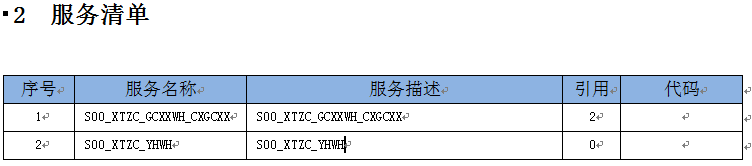 2 服务清单
序号 服务名称 服务描述 引用 代码
1 S00_XTZC_GCXXWH_CXGCXX S00_XTZC_GCXXWH_CXGCXX 2
2 S00_XTZC_YHWH S00_XTZC_YHWH 0